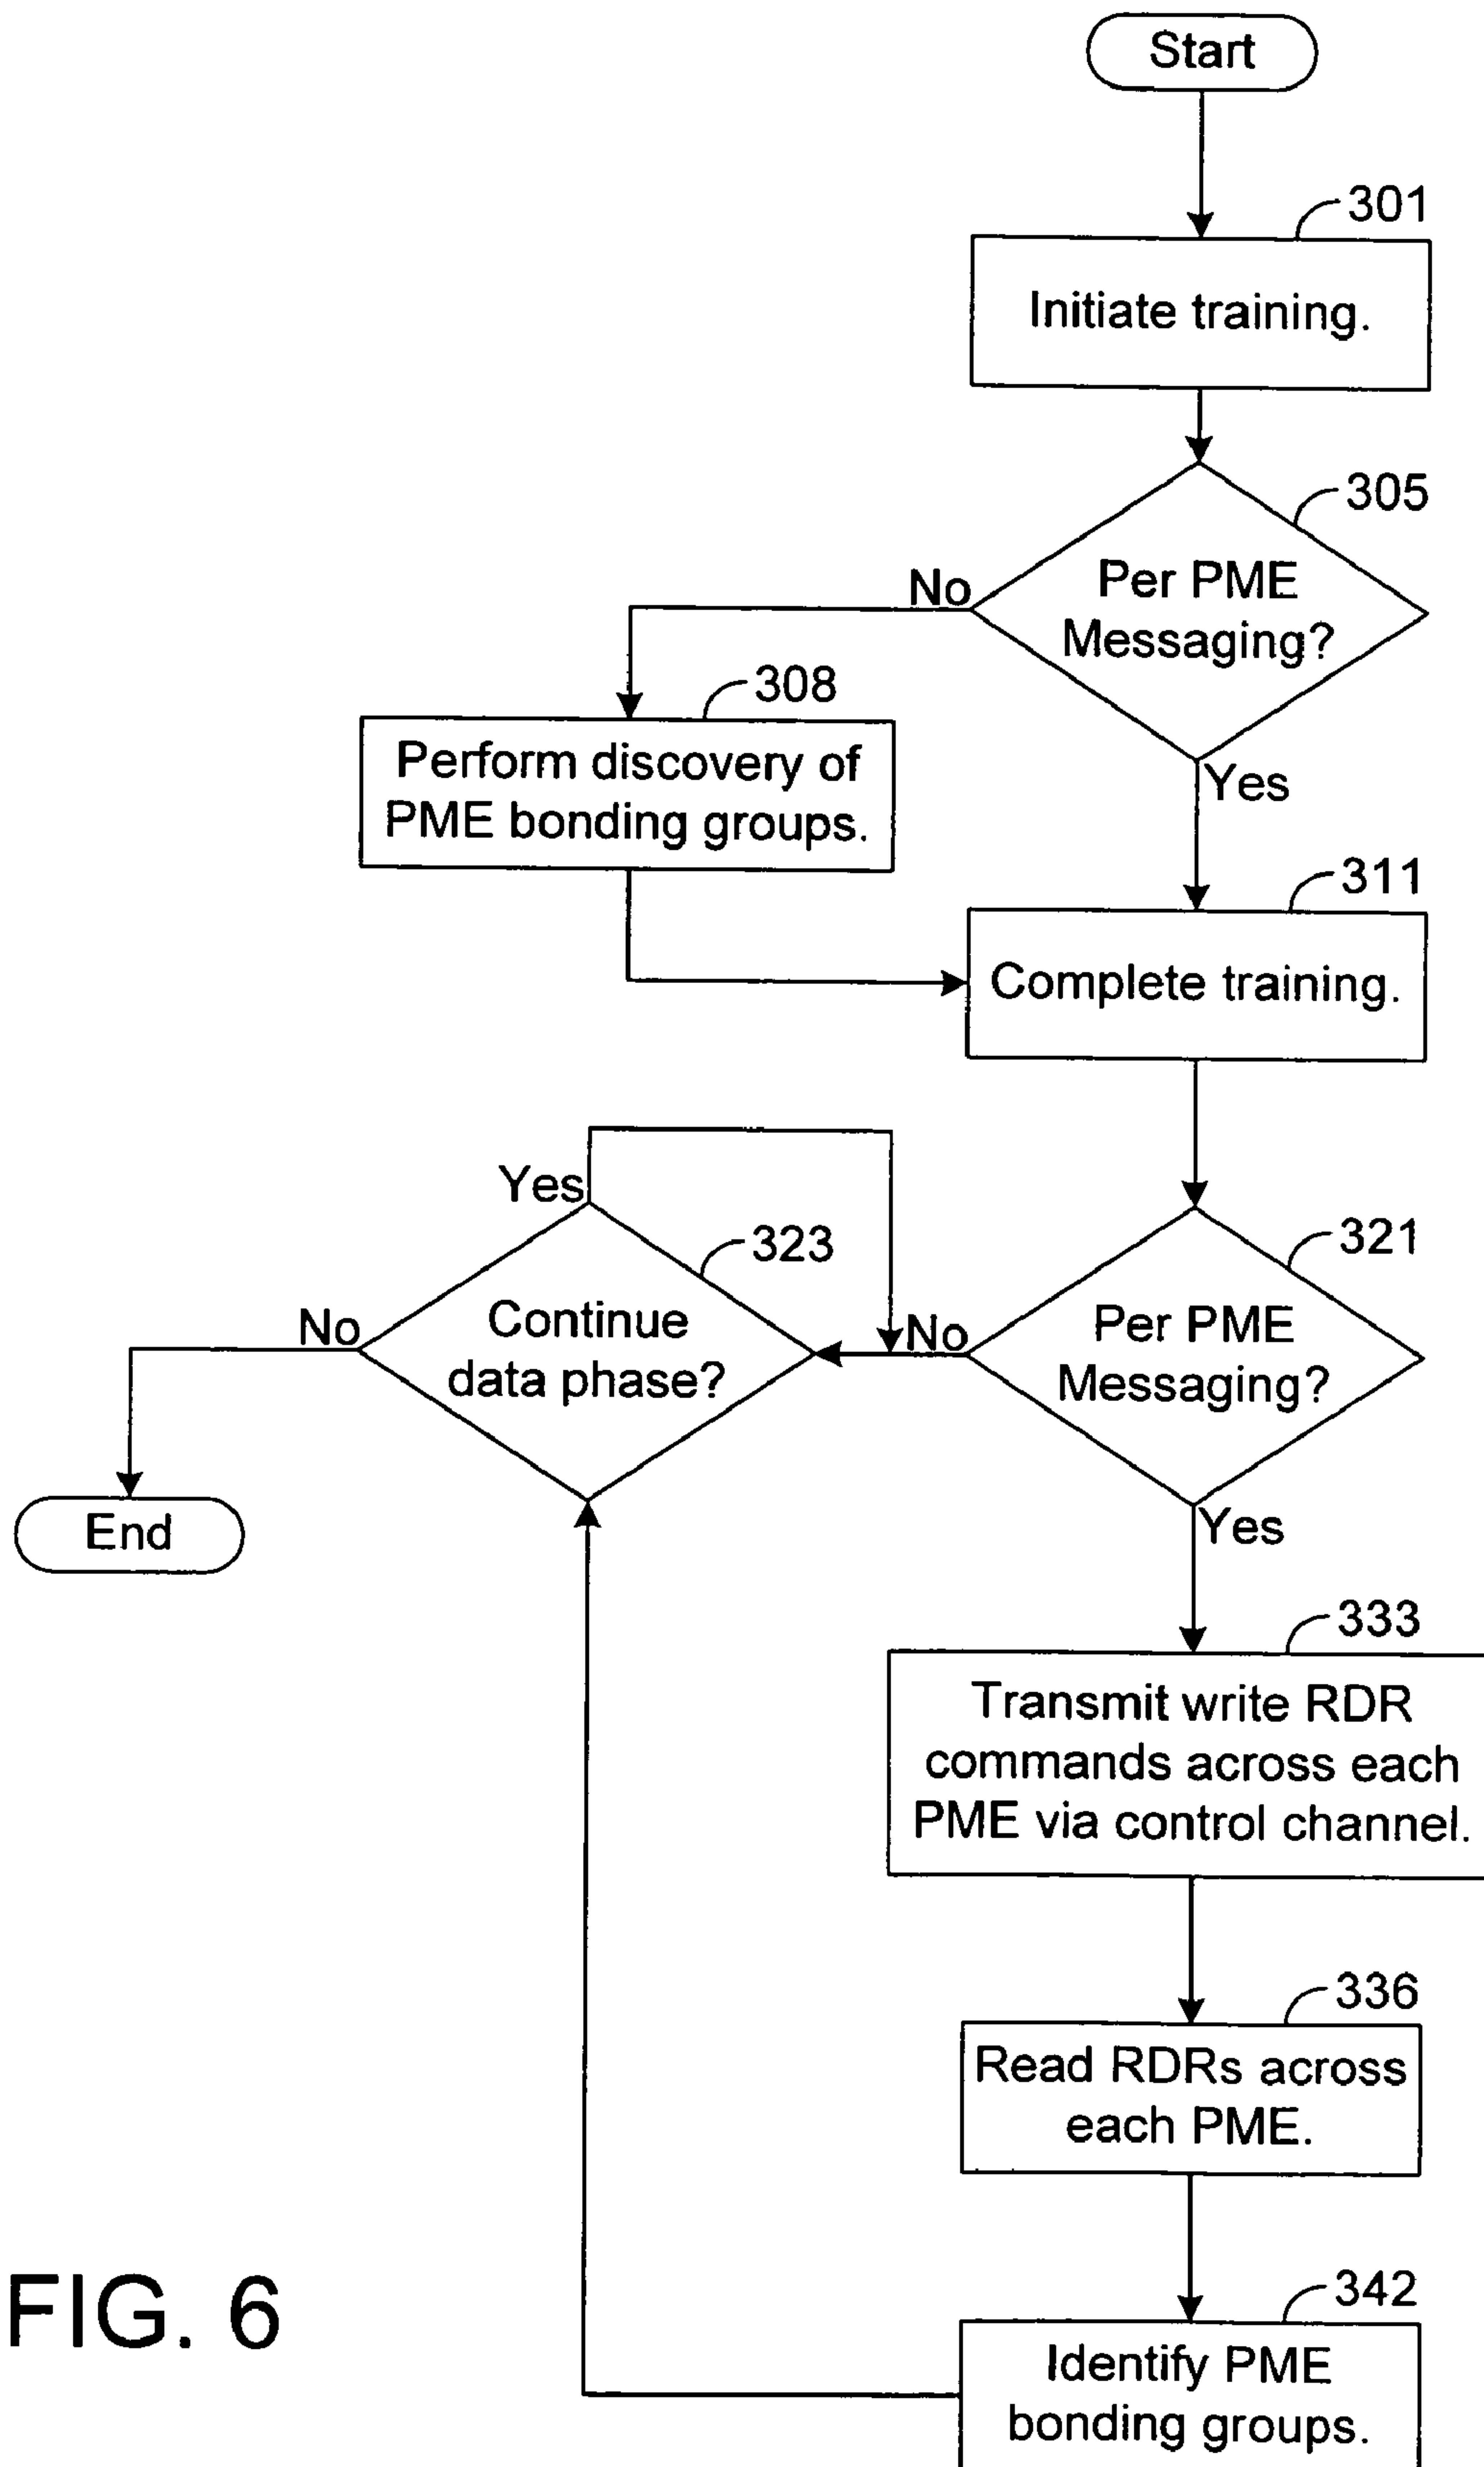 Start
301
Initiate training.
305
Per PME
Messaging?
No
Yes
308
Perform discovery of
PME bonding groups.
311
Complete training.
321
Per PME
Messaging?
No
Yes
323
Continue
data phase?
Yes
No
End
333
Transmit write RDR
commands across each
PME via control channel.
336
Read RDRs across
each PME.
342
Identify PME
bonding groups.
FIG. 6